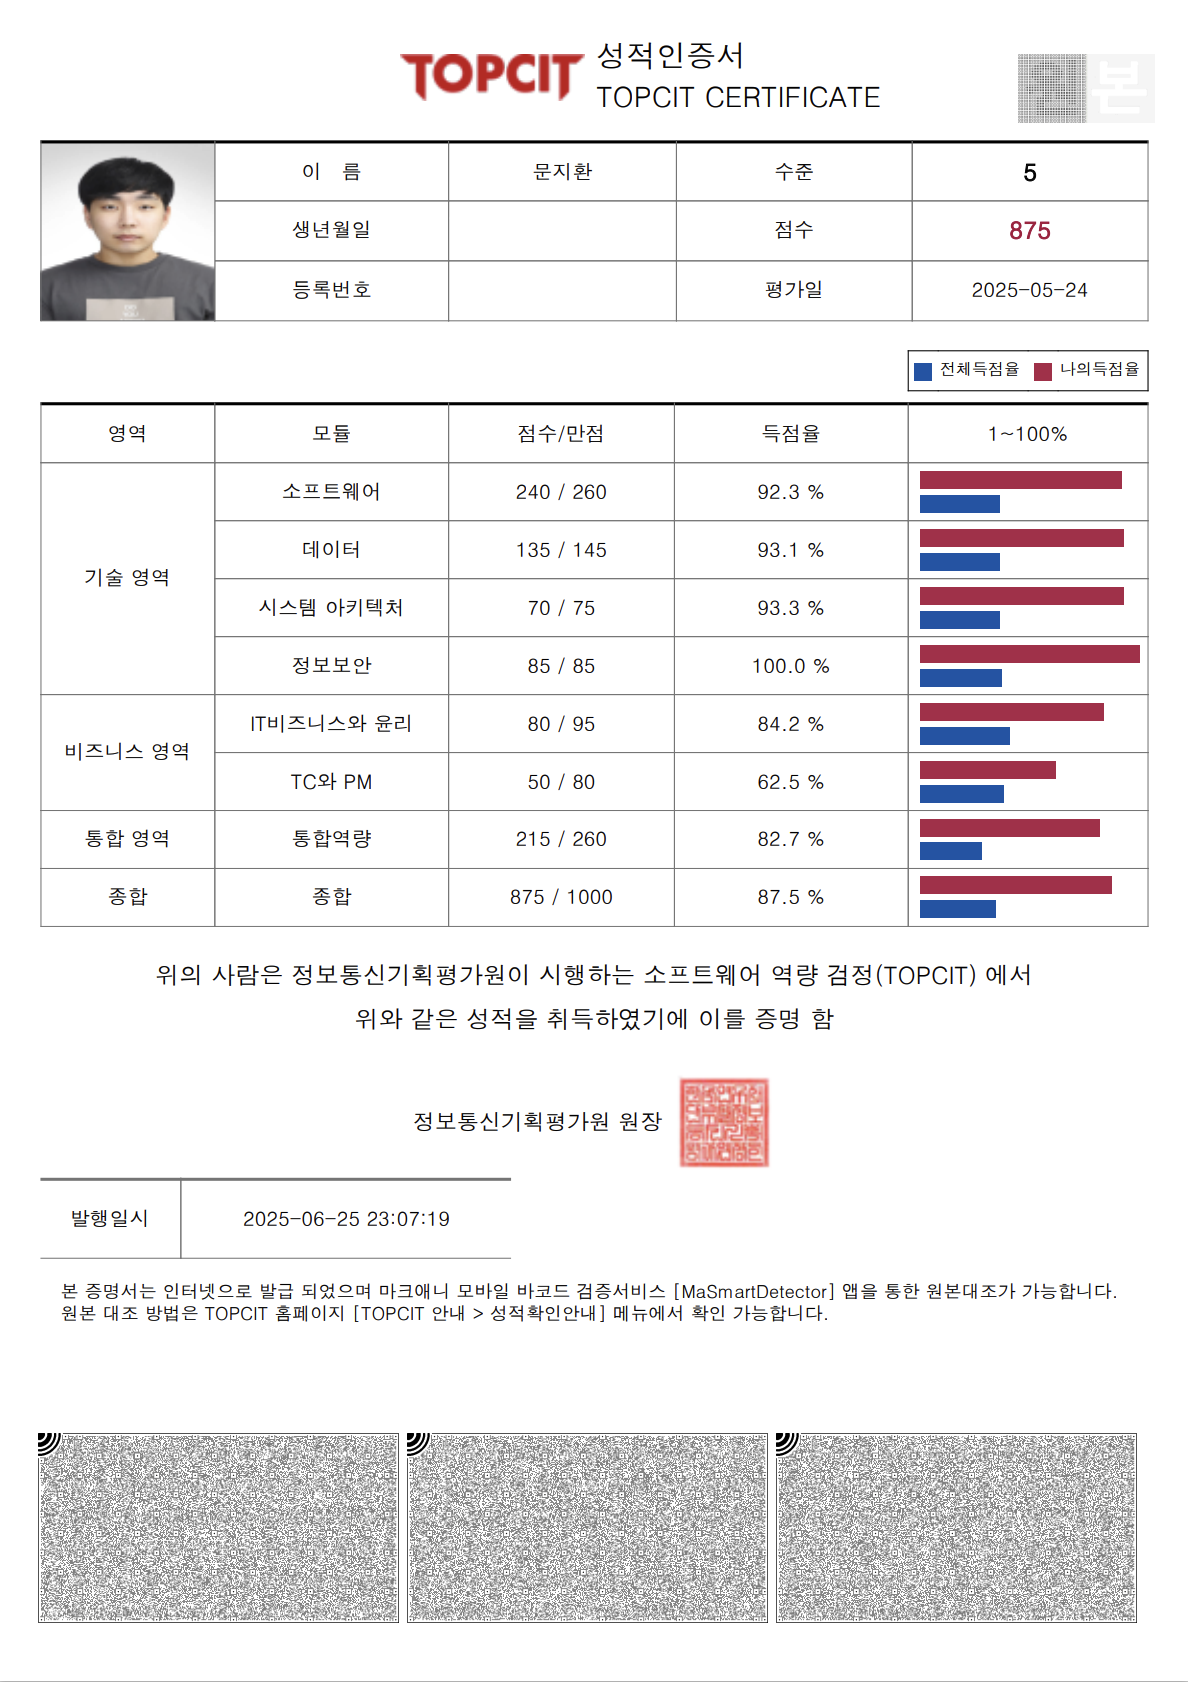 TOPCIT
성적인증서
TOPCIT CERTIFICATE
원본
이 름 문지환 수준 5
생년월일 점수 875
등록번호 평가일 2025-05-24
전체득점율 나의득점율
영역 모듈 점수/만점 득점율 1~100%
기술 영역
소프트웨어 240 / 260 92.3 %
데이터 135 / 145 93.1 %
시스템 아키텍처 70 / 75 93.3 %
정보보안 85 / 85 100.0 %
비즈니스 영역
IT비즈니스와 윤리 80 / 95 84.2 %
TC와 PM 50 / 80 62.5 %
통합 영역 통합역량 215 / 260 82.7 %
종합 종합 875 / 1000 87.5 %
위의 사람은 정보통신기획평가원이 시행하는 소프트웨어 역량 검정(TOPCIT) 에서
위와 같은 성적을 취득하였기에 이를 증명 함
정보통신기획평가원 원장
발행일시 2025-06-25 23:07:19
본 증명서는 인터넷으로 발급 되었으며 마크애니 모바일 바코드 검증서비스 [MaSmartDetector] 앱을 통한 원본대조가 가능합니다.
원본 대조 방법은 TOPCIT 홈페이지 [TOPCIT 안내 > 성적확인안내] 메뉴에서 확인 가능합니다.